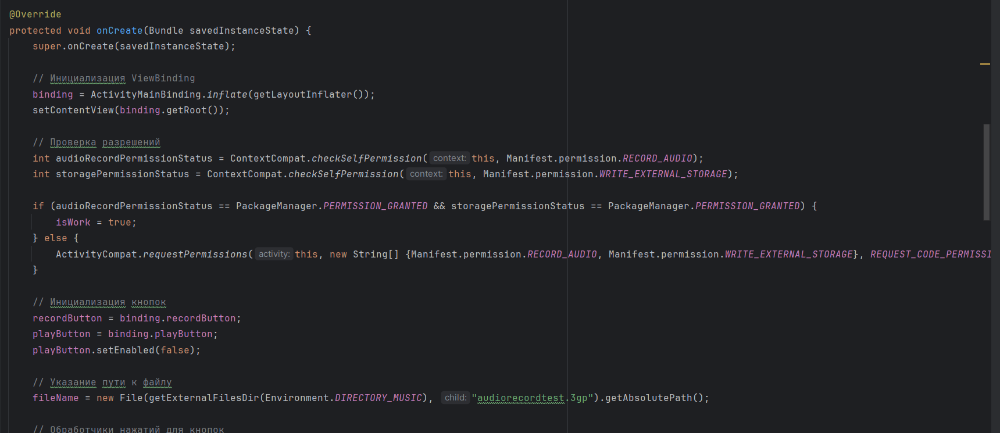 @Override
protected void onCreate(Bundle savedInstanceState) {
    super.onCreate(savedInstanceState);

    // Инициализация ViewBinding
    binding = ActivityMainBinding.inflate(getLayoutInflater());
    setContentView(binding.getRoot());

    // Проверка разрешений
    int audioRecordPermissionStatus = ContextCompat.checkSelfPermission( context: this, Manifest.permission.RECORD_AUDIO);
    int storagePermissionStatus = ContextCompat.checkSelfPermission( context: this, Manifest.permission.WRITE_EXTERNAL_STORAGE);

    if (audioRecordPermissionStatus == PackageManager.PERMISSION_GRANTED && storagePermissionStatus == PackageManager.PERMISSION_GRANTED) {
        isWork = true;
    } else {
        ActivityCompat.requestPermissions( activity: this, new String[] {Manifest.permission.RECORD_AUDIO, Manifest.permission.WRITE_EXTERNAL_STORAGE}, REQUEST_CODE_PERMISSI
    }

    // Инициализация кнопок
    recordButton = binding.recordButton;
    playButton = binding.playButton;
    playButton.setEnabled(false);

    // Указание пути к файлу
    fileName = new File(getExternalFilesDir(Environment.DIRECTORY_MUSIC), child: "audiorecordtest.3gp").getAbsolutePath();

    // Обработчики нажатий для кнопок